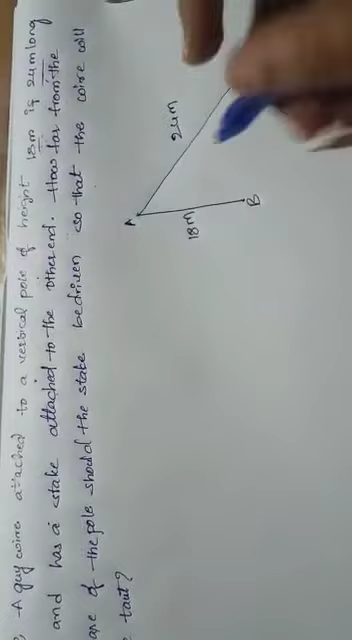 A guy wire attached to a vertical pole of height 18m is 24m long
and has a stake attached to the other end. How far from the
of the pole should the stake be driven so that the wire will
taut?
24m
A
18m
B